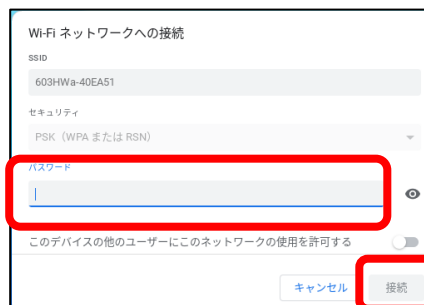 Wi-Fi ネットワークへの接続
SSID
603HWa-40EA51
セキュリティ
PSK（WPA または RSN）
パスワード
このデバイスの他のユーザーにこのネットワークの使用を許可する
キャンセル
接続